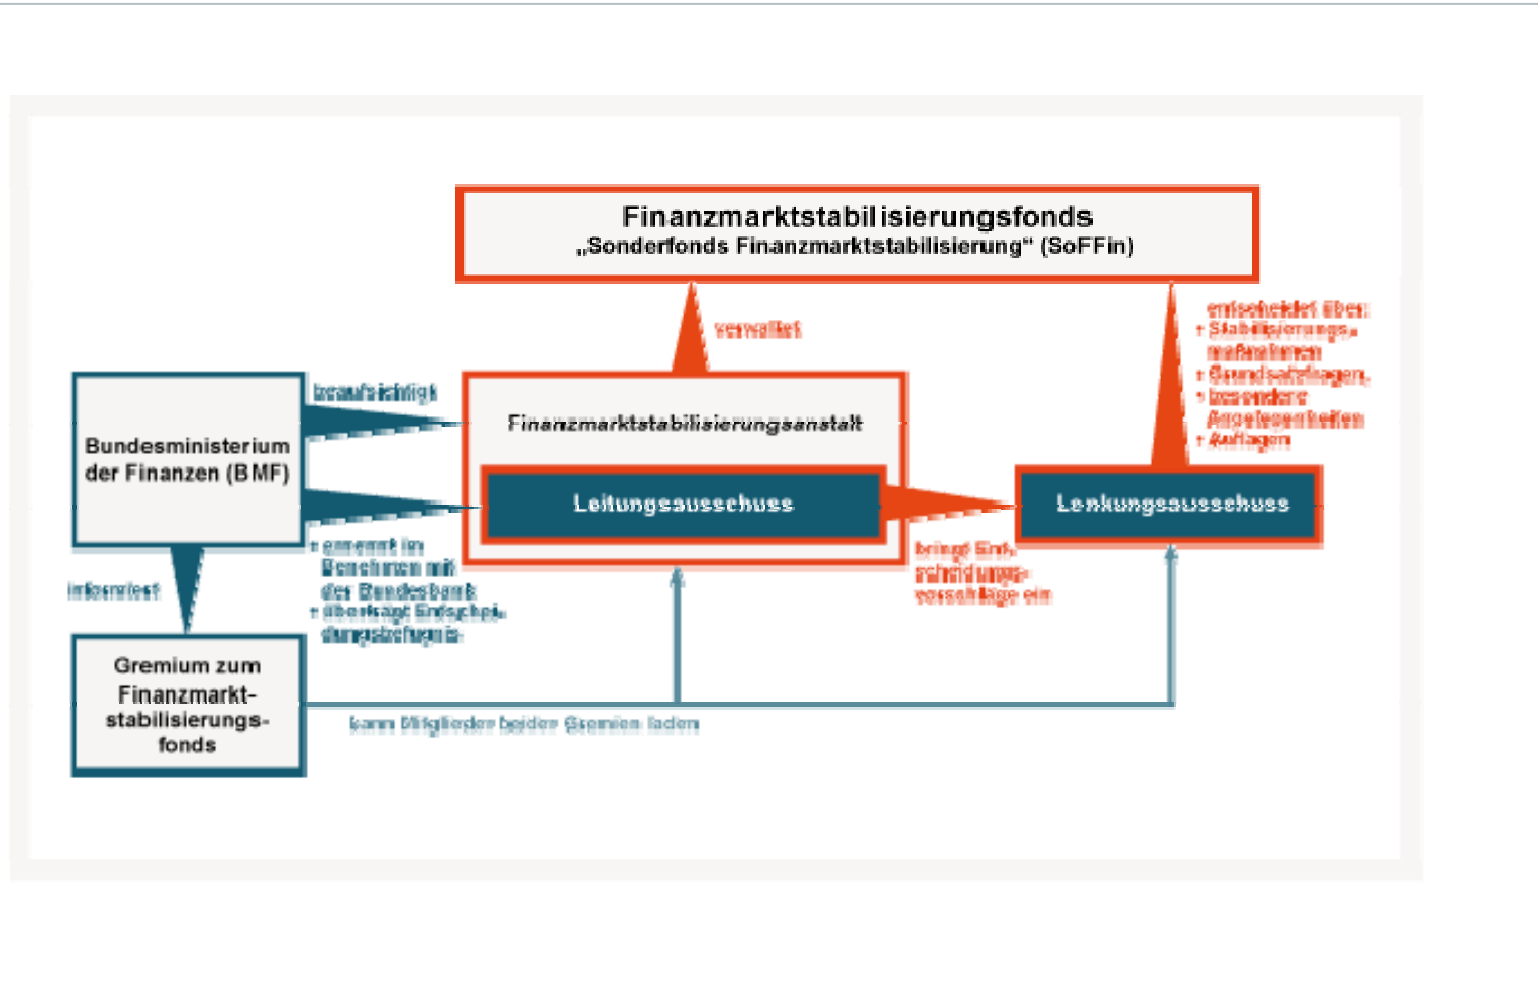 Finanzmarktstabilisierungsfonds
„Sonderfonds Finanzmarktstabilisierung“ (SoFFin)
verwaltet
entscheidet über:
Stabilisierungs-
maßnahmen
Grundsatzfragen,
besondere
Angelegenheiten
Auflagen
beaufsichtigt
Finanzmarktstabilisierungsanstalt
Bundesministerium
der Finanzen (BMF)
Leitungsausschuss
Lenkungsausschuss
ernennt im
Benehmen mit
der Bundesbank
überträgt Entschei-
dungsbefugnis
bringt Ent-
scheidungs-
vorschläge ein
informiert
Gremium zum
Finanzmarkt-
stabilisierungs-
fonds
kann Mitglieder beider Gremien laden